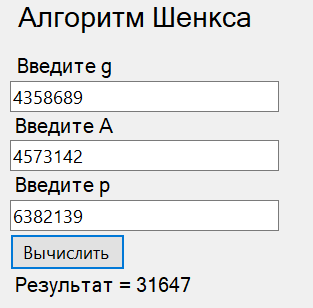 Алгоритм Шенкса
Введите g
4358689
Введите A
4573142
Введите p
6382139
Вычислить
Результат = 31647